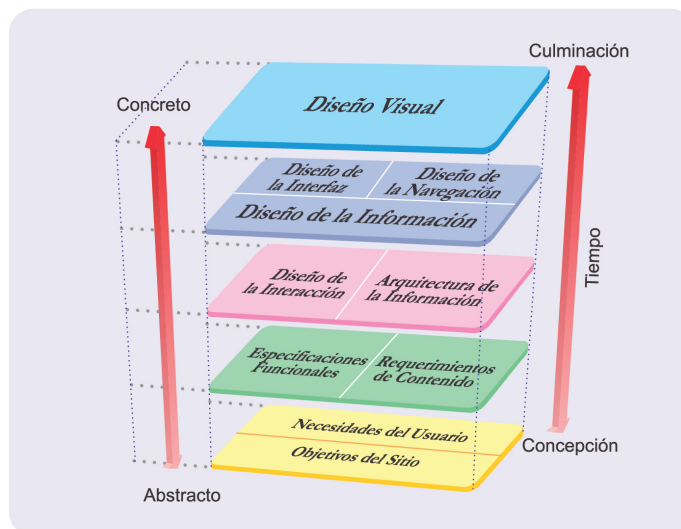 Culminación
Concreto
Diseño Visual
Diseño de
la Interfaz
Diseño de
la Navegación
Diseño de la Información
Tiempo
Diseño de
la Interacción
Arquitectura de
la Información
Especificaciones
Funcionales
Requerimientos
de Contenido
Necesidades del Usuario
Objetivos del Sitio
Concepción
Abstracto